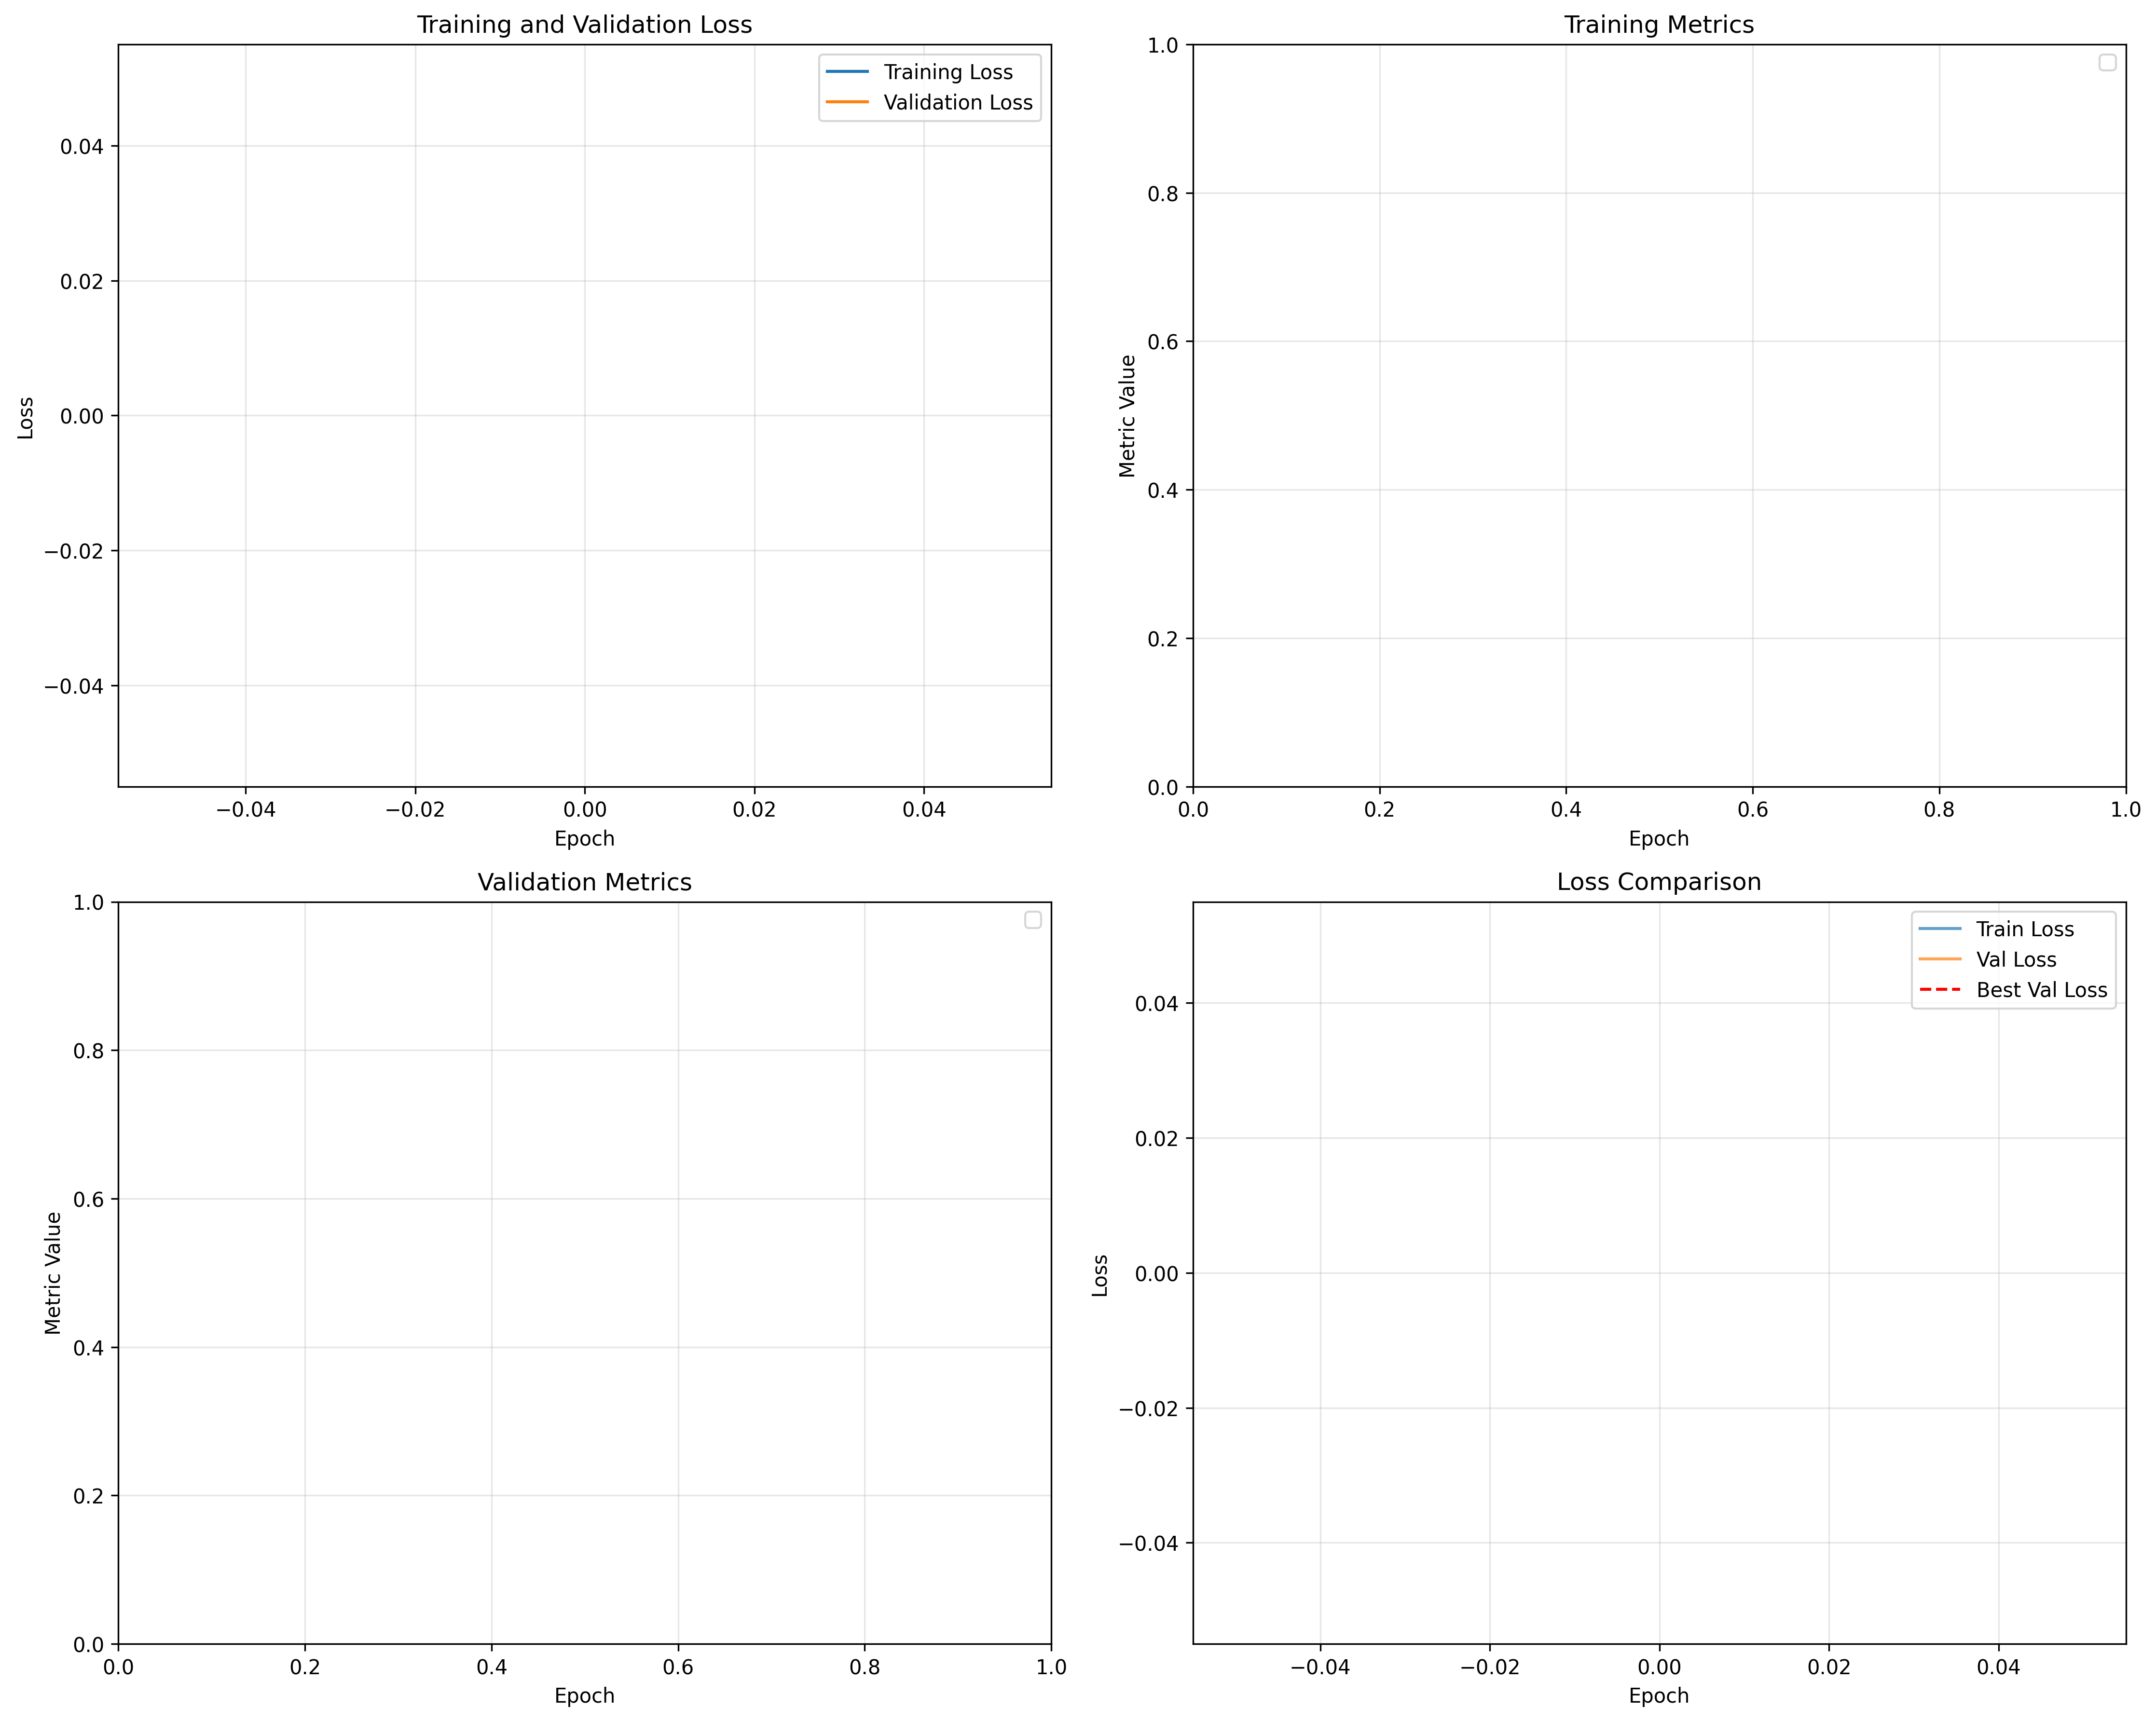 Training and Validation Loss
Training Loss
Validation Loss
0.04
0.02
0.00
−0.02
−0.04
Loss
−0.04 −0.02 0.00 0.02 0.04
Epoch
Training Metrics
1.0
0.8
0.6
0.4
0.2
0.0
Metric Value
0.0 0.2 0.4 0.6 0.8 1.0
Epoch
Validation Metrics
1.0
0.8
0.6
0.4
0.2
0.0
Metric Value
0.0 0.2 0.4 0.6 0.8 1.0
Epoch
Loss Comparison
Train Loss
Val Loss
Best Val Loss
0.04
0.02
0.00
−0.02
−0.04
Loss
−0.04 −0.02 0.00 0.02 0.04
Epoch